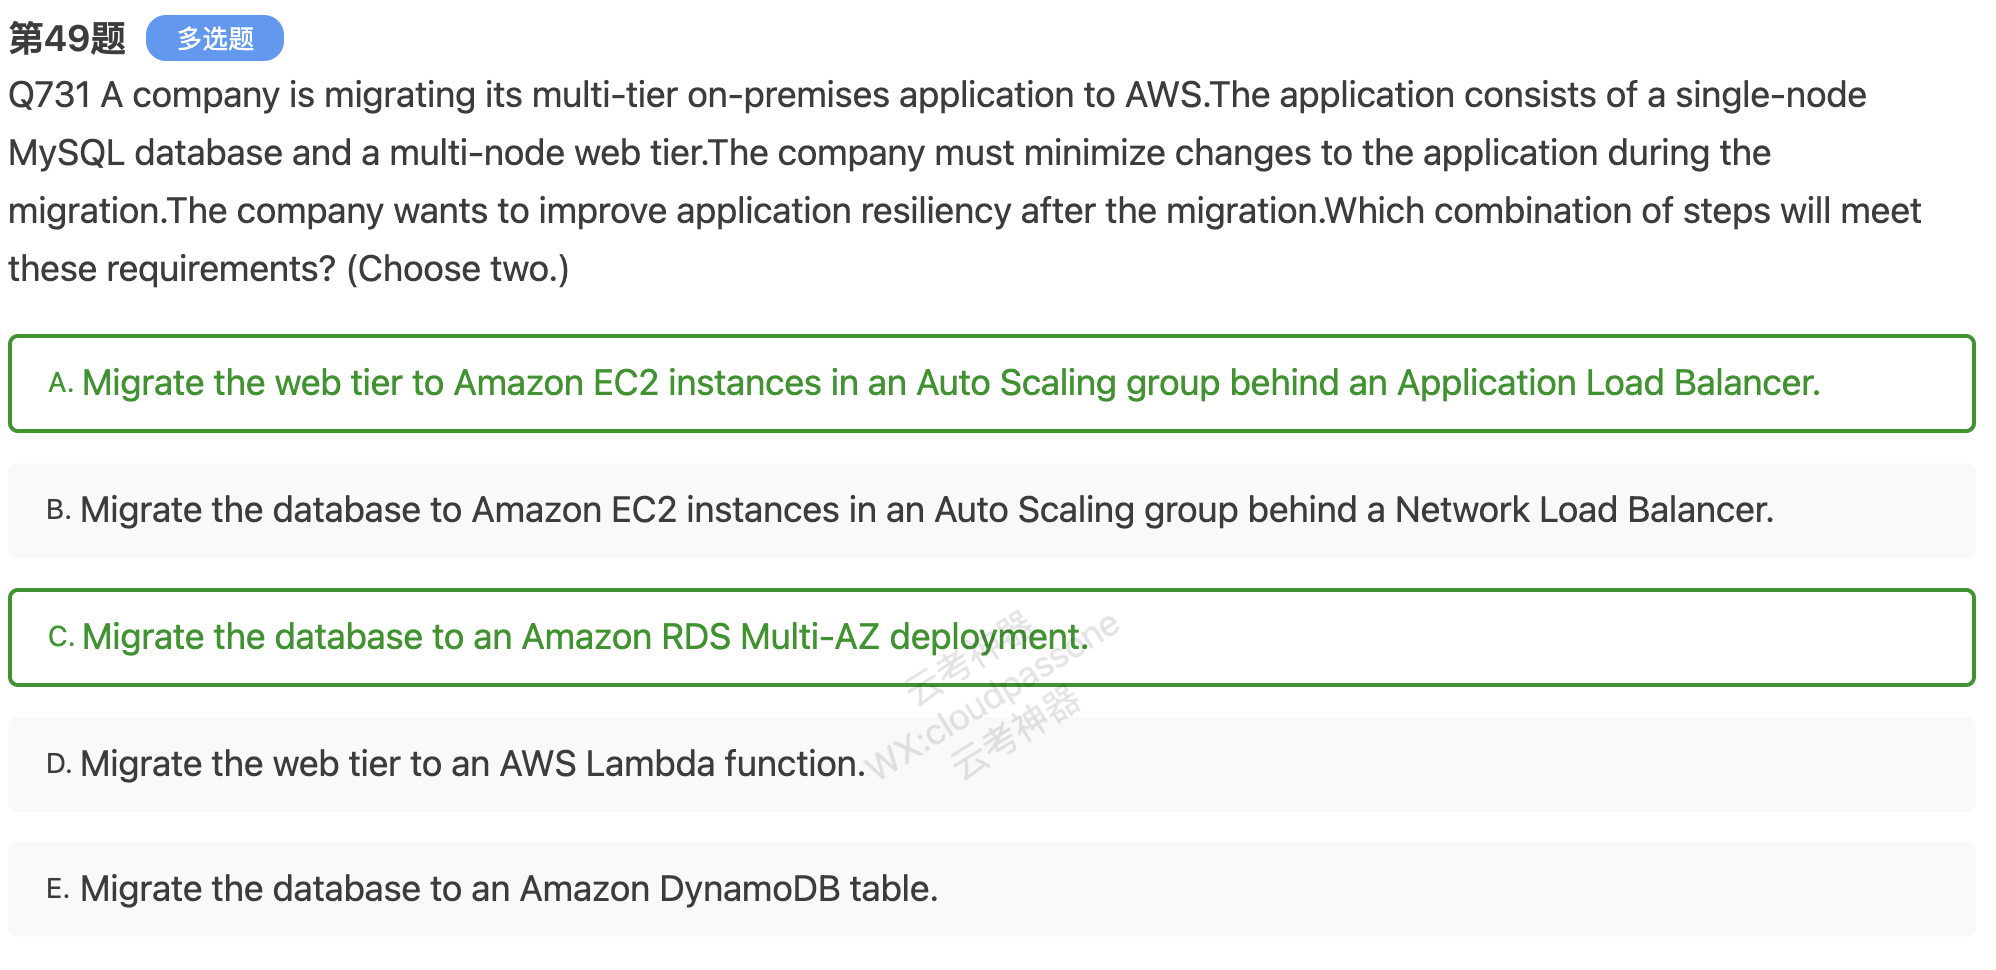 第49题 多选题
Q731 A company is migrating its multi-tier on-premises application to AWS.The application consists of a single-node
MySQL database and a multi-node web tier.The company must minimize changes to the application during the
migration.The company wants to improve application resiliency after the migration.Which combination of steps will meet
these requirements? (Choose two.)
A. Migrate the web tier to Amazon EC2 instances in an Auto Scaling group behind an Application Load Balancer.
B. Migrate the database to Amazon EC2 instances in an Auto Scaling group behind a Network Load Balancer.
C. Migrate the database to an Amazon RDS Multi-AZ deployment.
云考神器
WX:cloudpassone
云考神器
D. Migrate the web tier to an AWS Lambda function.
E. Migrate the database to an Amazon DynamoDB table.